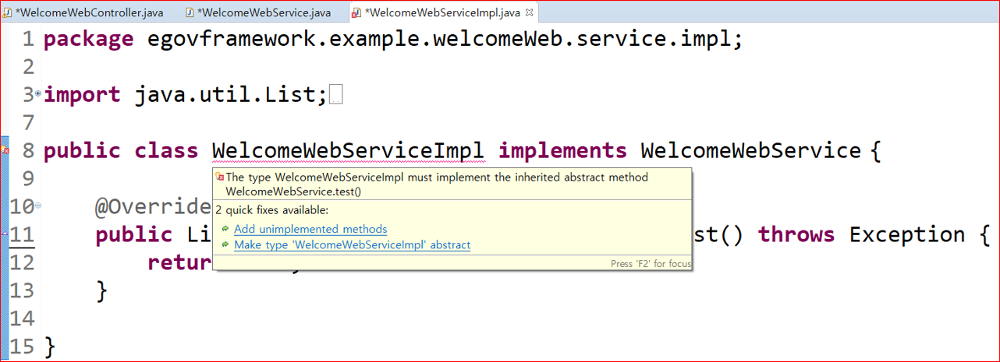 *WelcomeWebController.java *WelcomeWebService.java *WelcomeWebServiceImpl.java
1 package egovframework.example.welcomeWeb.service.impl;
2
3 import java.util.List;
7
8 public class WelcomeWebServiceImpl implements WelcomeWebService {
9
The type WelcomeWebServiceImpl must implement the inherited abstract method
WelcomeWebService.test()
10 @Override
2 quick fixes available:
Add unimplemented methods
11 public Li st() throws Exception {
Make type 'WelcomeWebServiceImpl' abstract
12 retur
Press 'F2' for focus
13 }
14
15 }